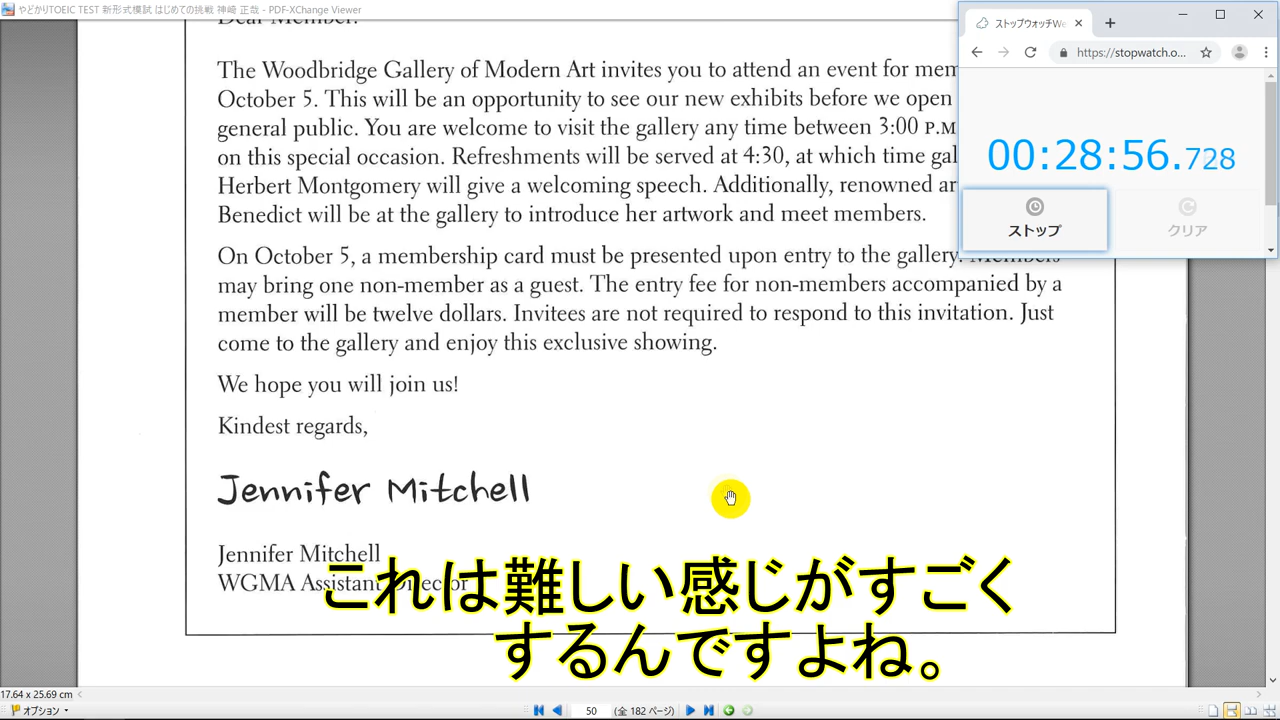 やどかりTOEIC TEST 新形式模試 はじめての挑戦 神崎 正哉 - PDF-XChange Viewer
Dear Member:
The Woodbridge Gallery of Modern Art invites you to attend an event for
October 5. This will be an opportunity to see our new exhibits before we open
general public. You are welcome to visit the gallery any time between 3:00 P.M
on this special occasion. Refreshments will be served at 4:30, at which time
Herbert Montgomery will give a welcoming speech. Additionally, renowned
Benedict will be at the gallery to introduce her artwork and meet members.
On October 5, a membership card must be presented upon entry to the gallery. Members
may bring one non-member as a guest. The entry fee for non-members accompanied by a
member will be twelve dollars. Invitees are not required to respond to this invitation. Just
come to the gallery and enjoy this exclusive showing.
We hope you will join us!
Kindest regards,
Jennifer Mitchell
Jennifer Mitchell
WGMA Assistant Director
これは難しい感じがすごく
するんですよね。
ストップウォッチWe
https://stopwatch.o...
00:28:56.728
ストップ
クリア
17.64 x 25.69 cm
オプション
50
(全 182 ページ)